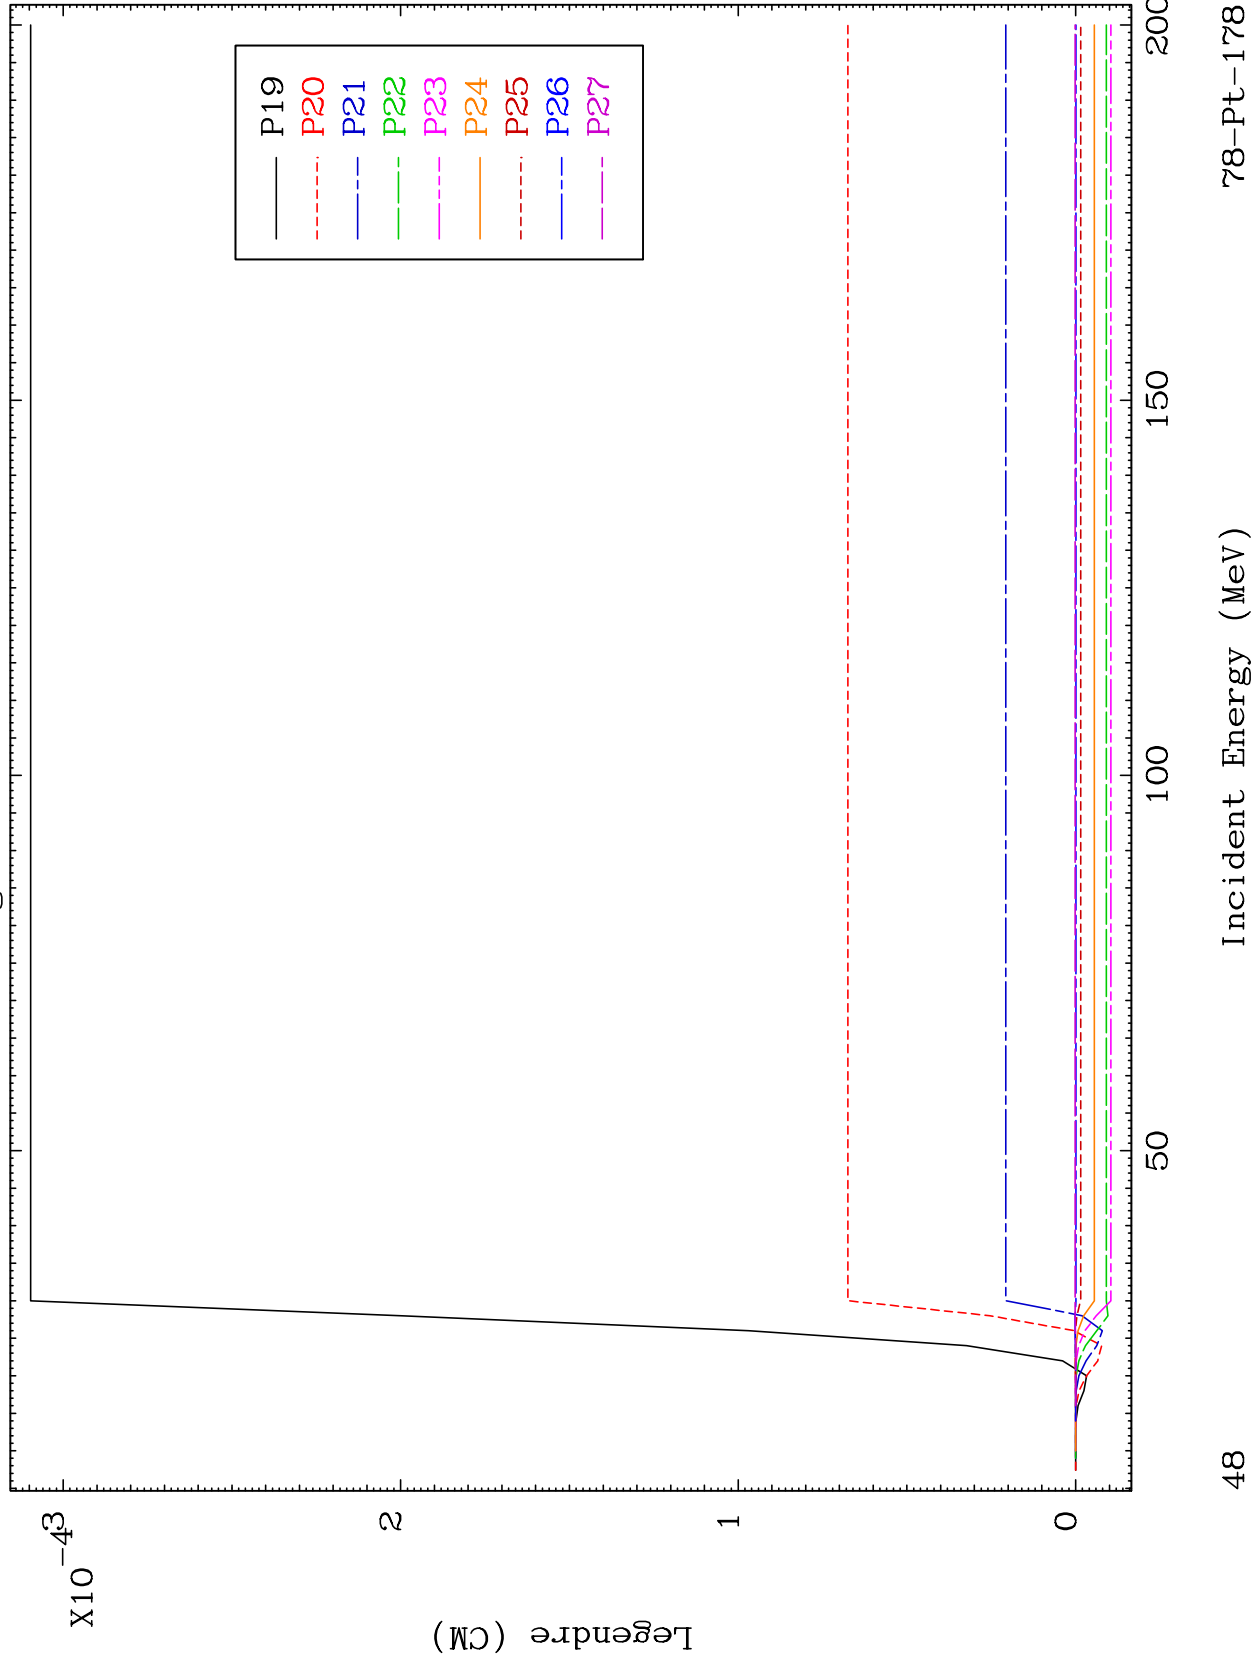 X10⁻⁴
3
2
1
0
Legendre (CM)
P19
P20
P21
P22
P23
P24
P25
P26
P27
50
100
150
200
Incident Energy (MeV)
48
78-Pt-178